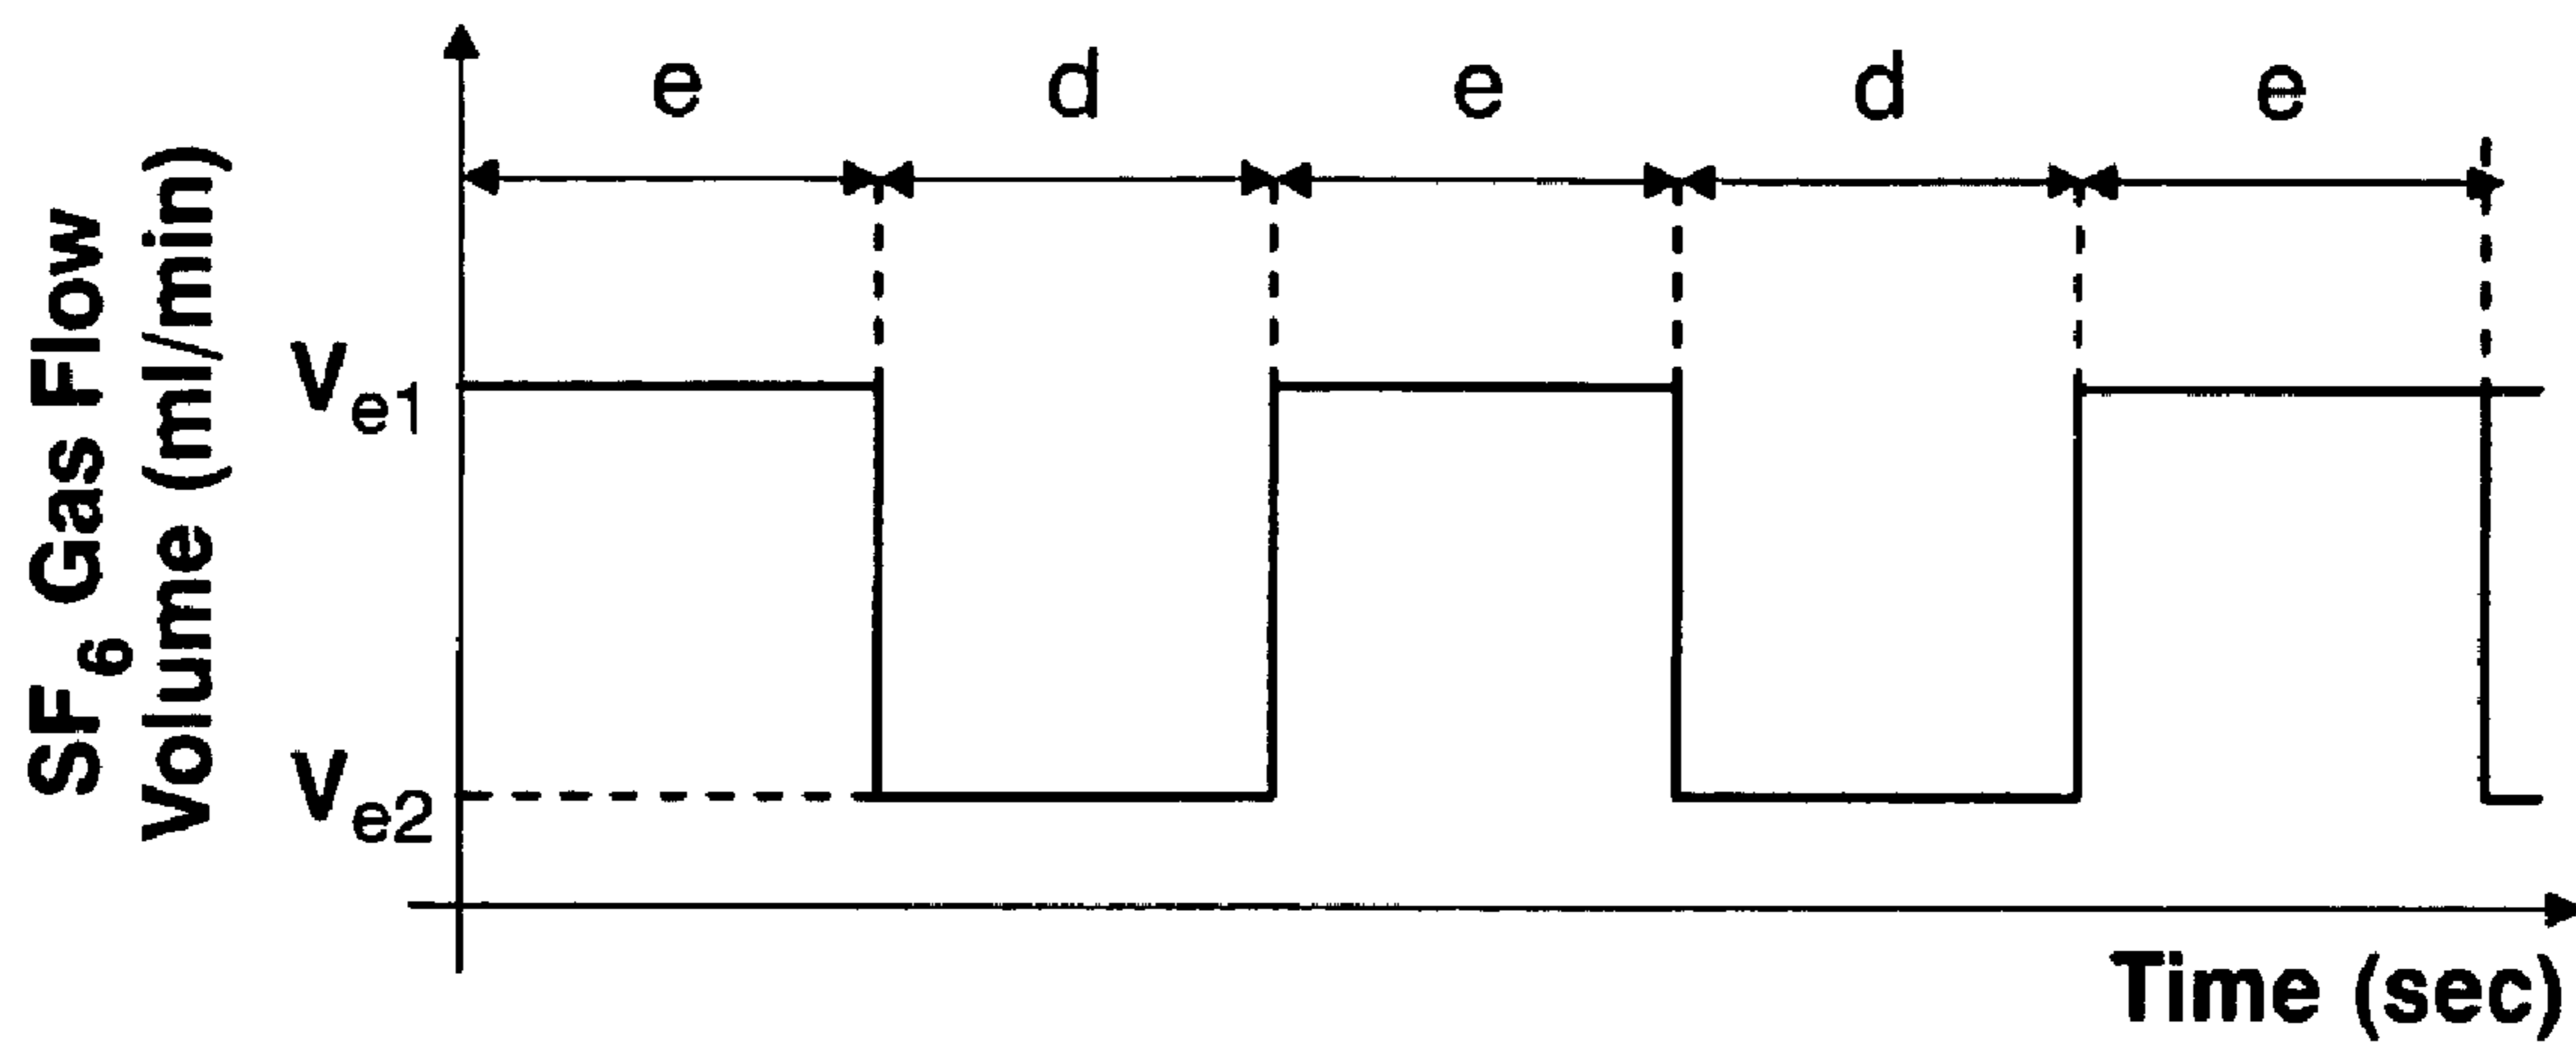 e d e d e
SF6 Gas Flow
Volume (ml/min)
Ve1
Ve2
Time (sec)